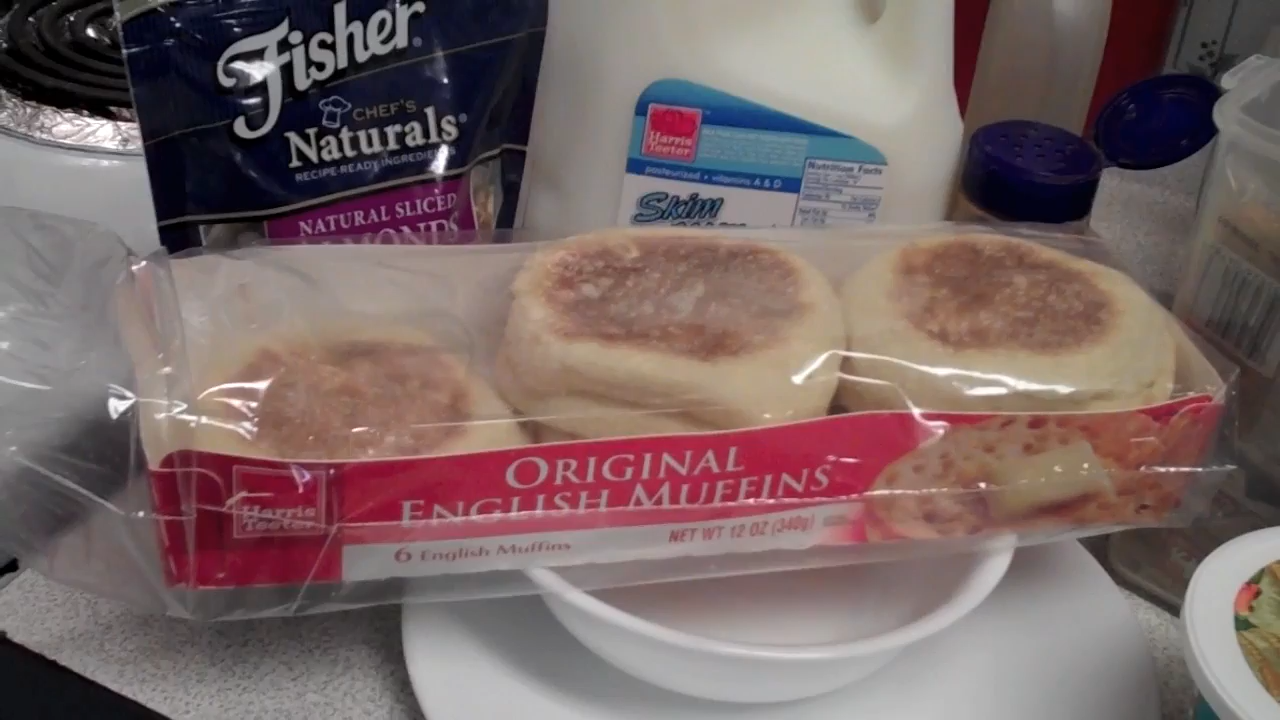 Fisher®
CHEF'S
Naturals®
RECIPE-READY INGREDIENTS
NATURAL SLICED
ALMONDS
Harris
Teeter
pasteurized • vitamins A & D
Skim
Nutrition Facts
ORIGINAL
ENGLISH MUFFINS
Harris
Teeter
6 English Muffins
NET WT 12 OZ (340g)